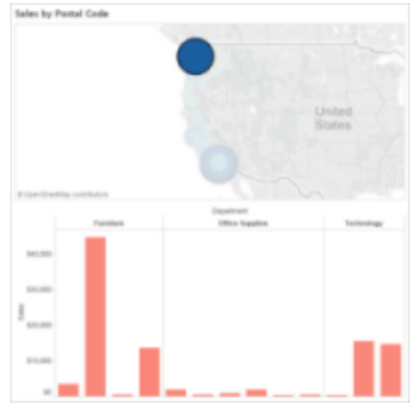 Sales by Postal Code
United
States
© OpenStreetMap contributors
Department
Furniture
Office Supplies
Technology
$40,000
$30,000
Sales
$20,000
$10,000
$0